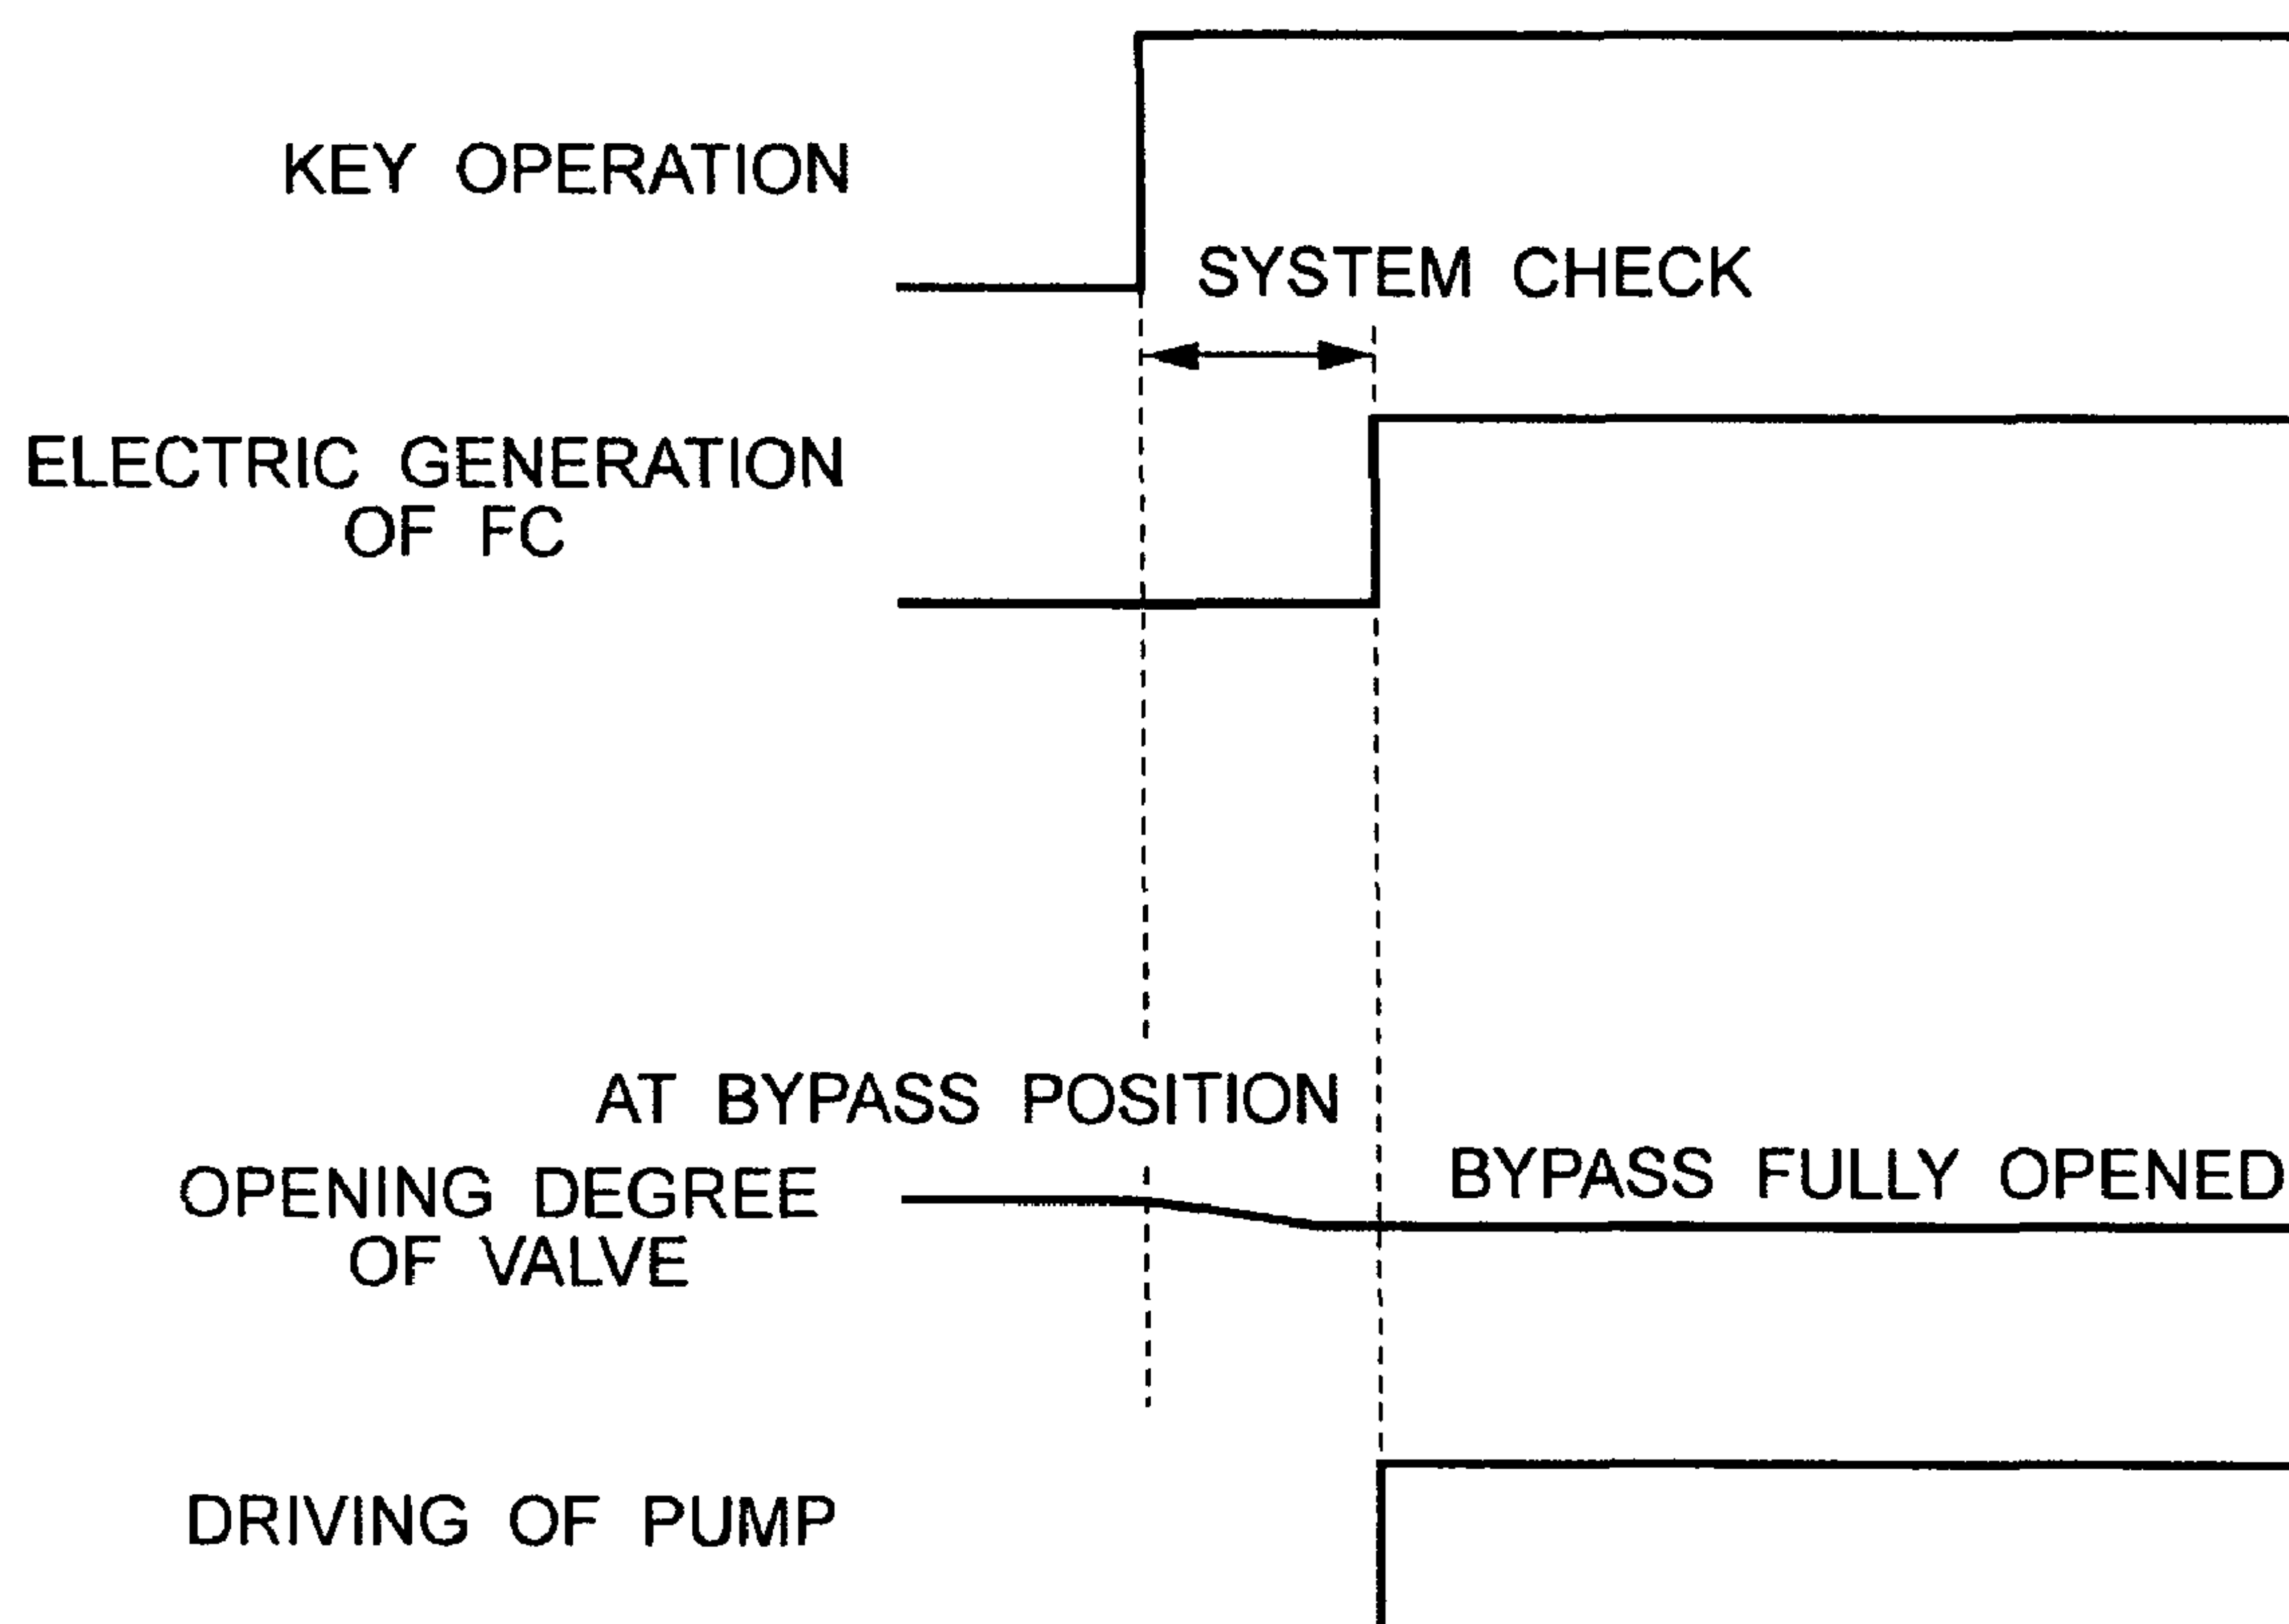 KEY OPERATION
SYSTEM CHECK
ELECTRIC GENERATION
OF FC
AT BYPASS POSITION
OPENING DEGREE
OF VALVE
BYPASS FULLY OPENED
DRIVING OF PUMP